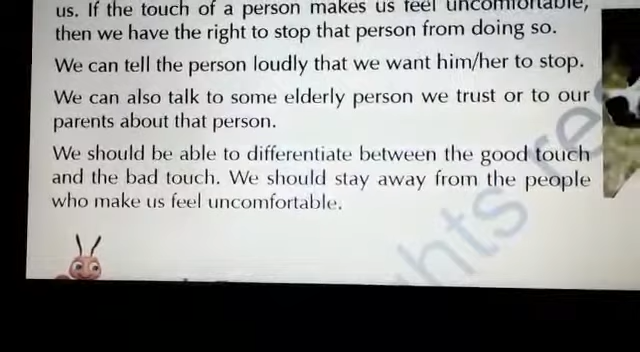 us. If the touch of a person makes us feel uncomfortable,
then we have the right to stop that person from doing so.
We can tell the person loudly that we want him/her to stop.
We can also talk to some elderly person we trust or to our
parents about that person.
We should be able to differentiate between the good touch
and the bad touch. We should stay away from the people
who make us feel uncomfortable.